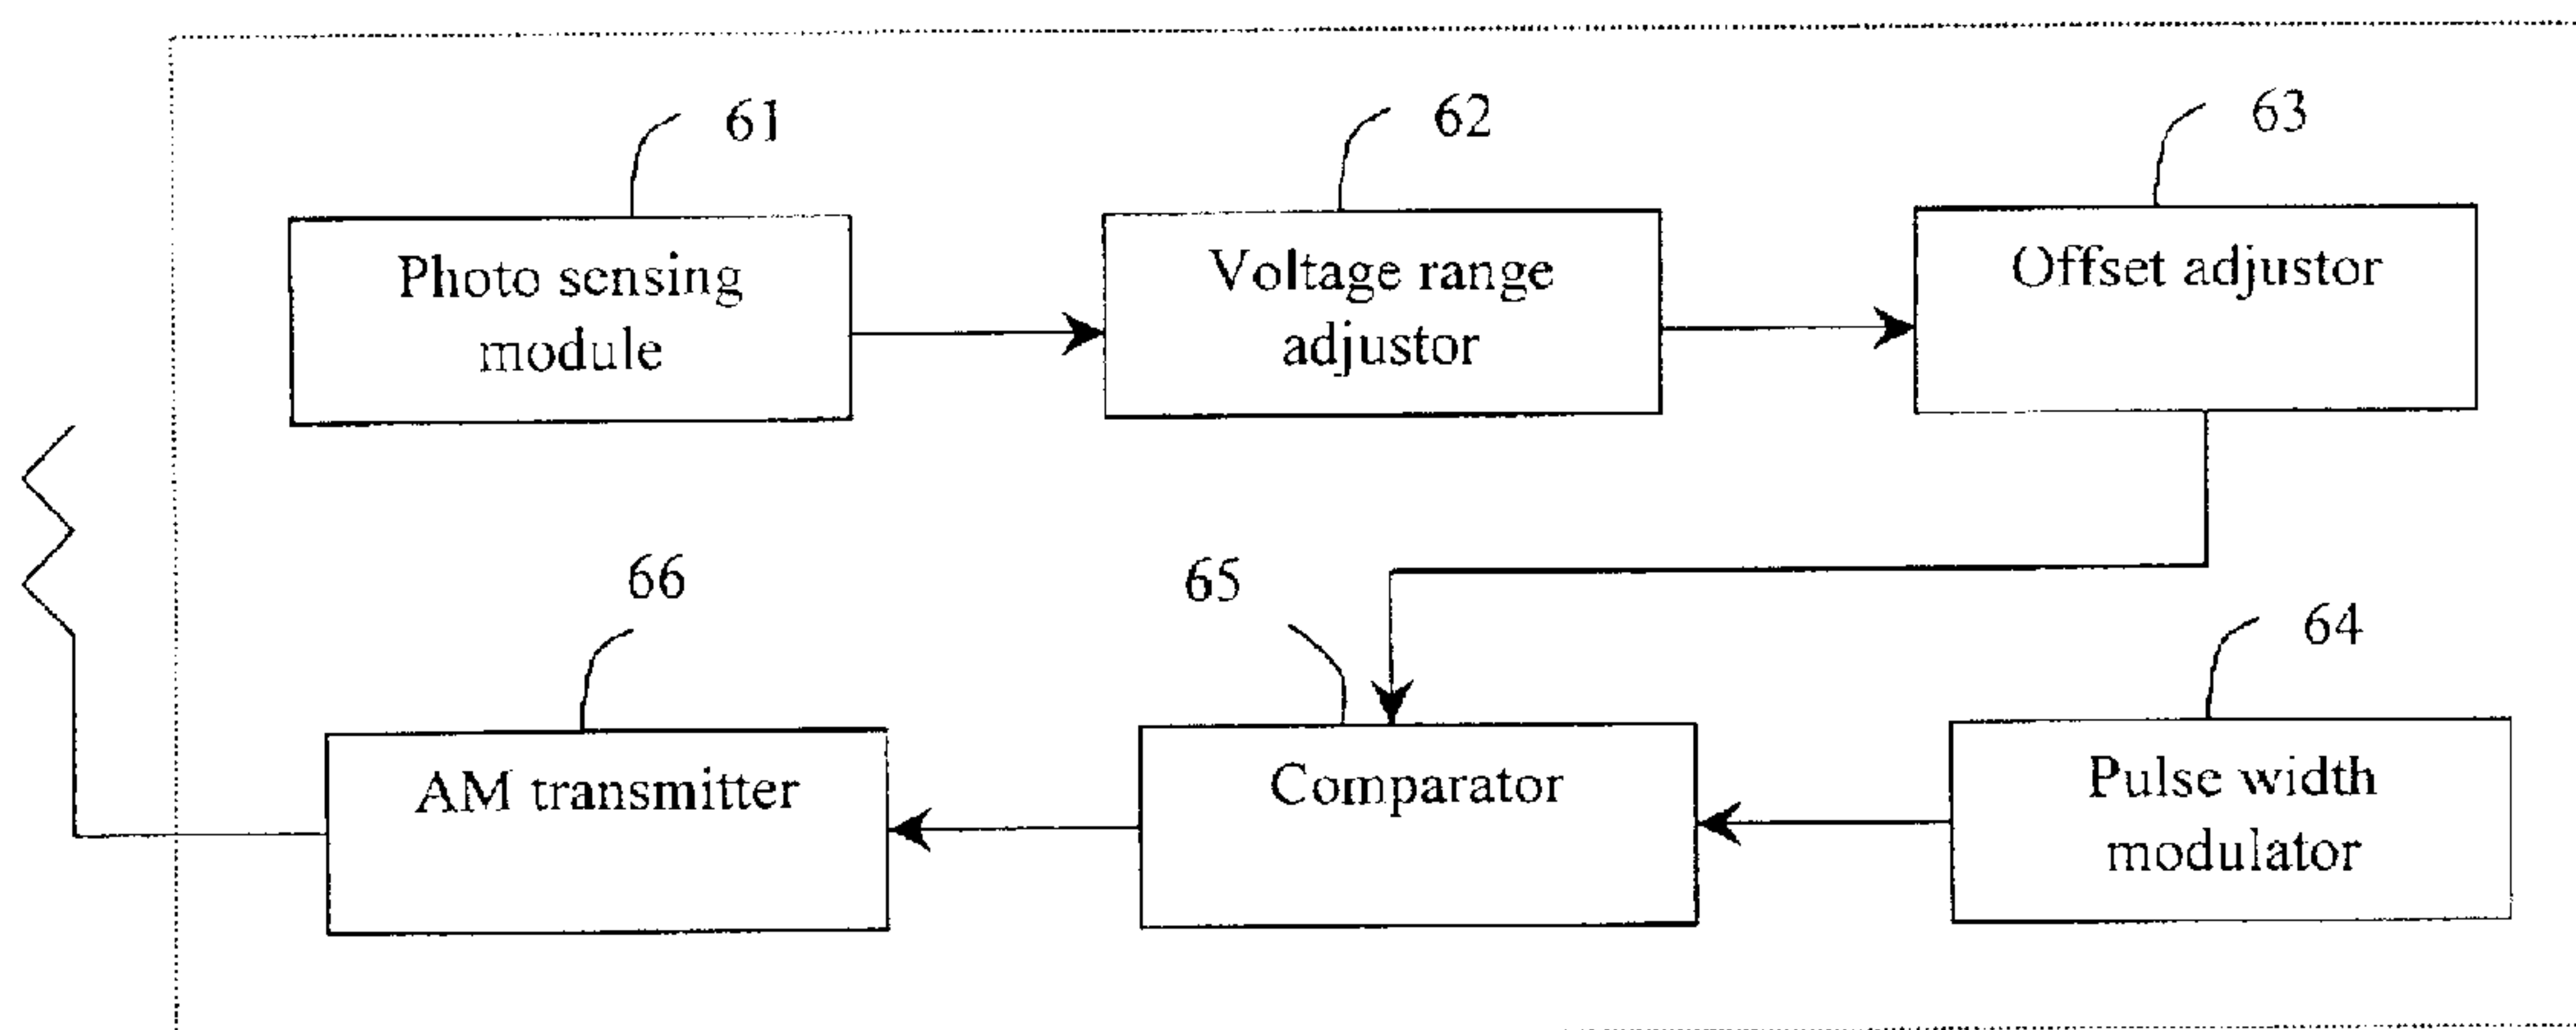 61
62
63
Photo sensing
module
Voltage range
adjustor
Offset adjustor
66
65
64
AM transmitter
Comparator
Pulse width
modulator